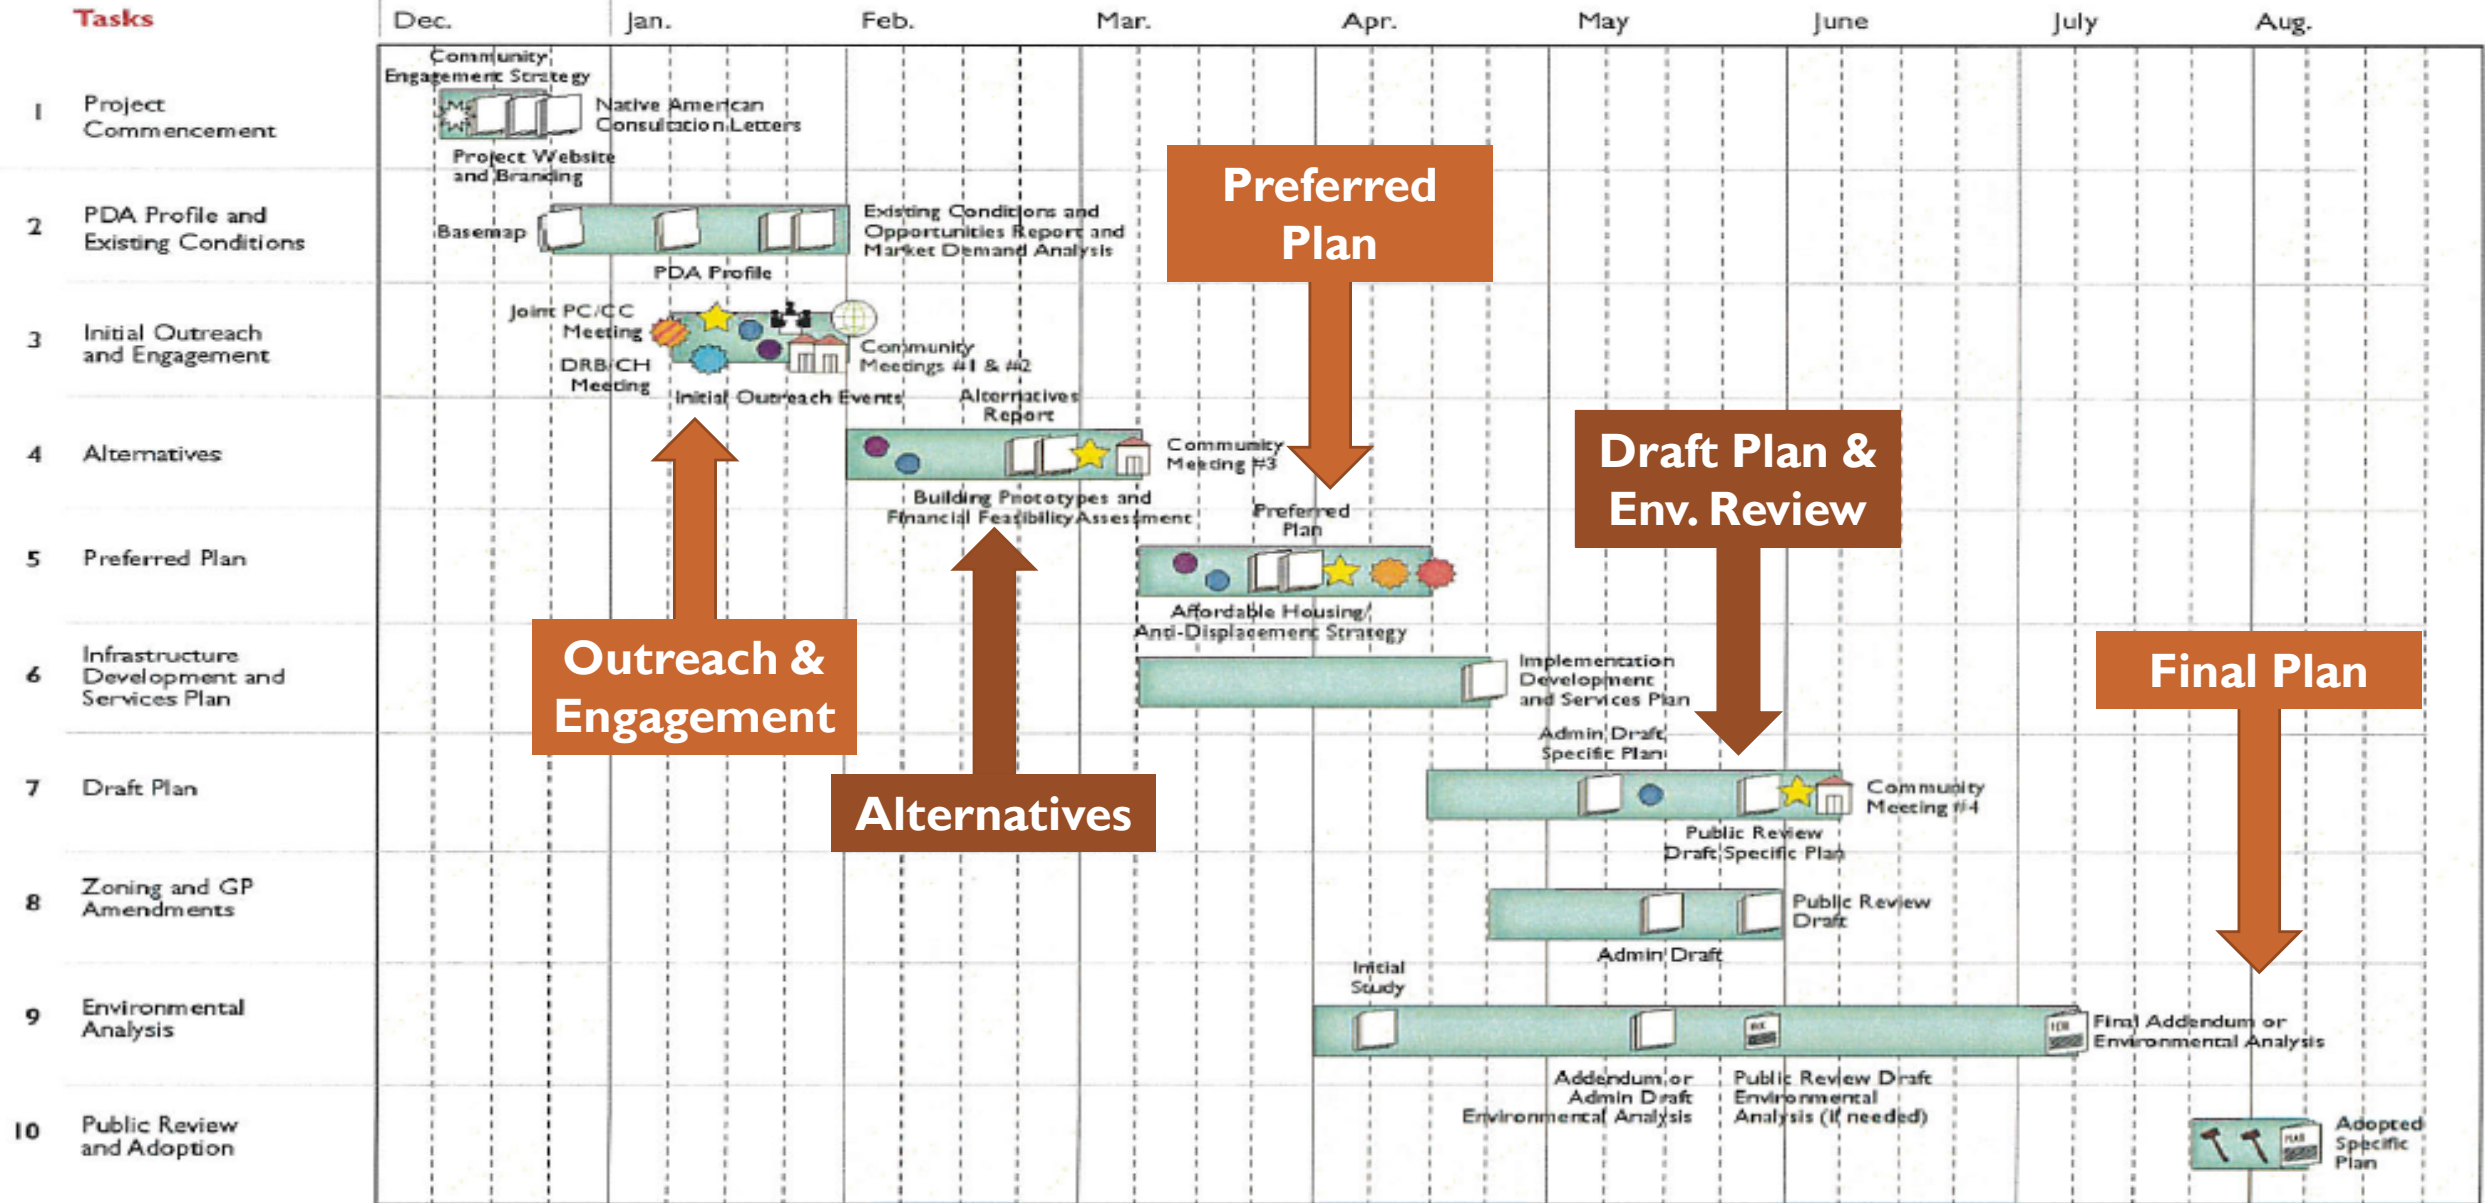 Tasks
Dec.
Jan.
Feb.
Mar.
Apr.
May
June
July
Aug.
1
Project
Commencement
Community
Engagement Strategy
Native American
Consultation Letters
Project Website
and Branding
2
PDA Profile and
Existing Conditions
Basemap
Existing Conditions and
Opportunities Report and
Market Demand Analysis
PDA Profile
Preferred
Plan
3
Initial Outreach
and Engagement
Joint PC/CC
Meeting
DRB/CH
Meeting
Community
Meetings #1 & #2
Initial Outreach Events
4
Alternatives
Alternatives
Report
Community
Meeting #3
Building Prototypes and
Financial Feasibility Assessment
Draft Plan &
Env. Review
5
Preferred Plan
Preferred
Plan
Affordable Housing/
Anti-Displacement Strategy
6
Infrastructure
Development and
Services Plan
Outreach &
Engagement
Implementation
Development
and Services Plan
Final Plan
7
Draft Plan
Alternatives
Admin Draft
Specific Plan
Community
Meeting #4
Public Review
Draft Specific Plan
8
Zoning and GP
Amendments
Public Review
Draft
Admin Draft
9
Environmental
Analysis
Initial
Study
Final Addendum or
Environmental Analysis
Addendum or
Admin Draft
Environmental Analysis
Public Review Draft
Environmental
Analysis (if needed)
10
Public Review
and Adoption
PLAN
Adopted
Specific
Plan